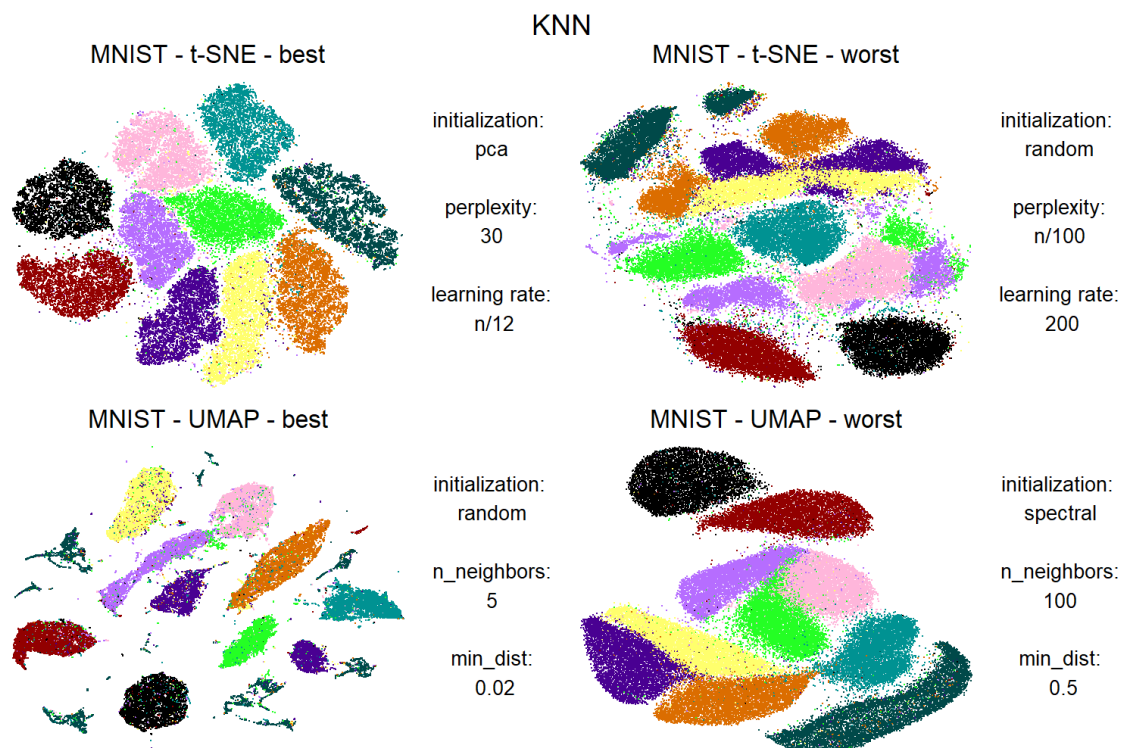 KNN
MNIST - t-SNE - best
initialization:
pca
perplexity:
30
learning rate:
n/12
MNIST - t-SNE - worst
initialization:
random
perplexity:
n/100
learning rate:
200
MNIST - UMAP - best
initialization:
random
n_neighbors:
5
min_dist:
0.02
MNIST - UMAP - worst
initialization:
spectral
n_neighbors:
100
min_dist:
0.5